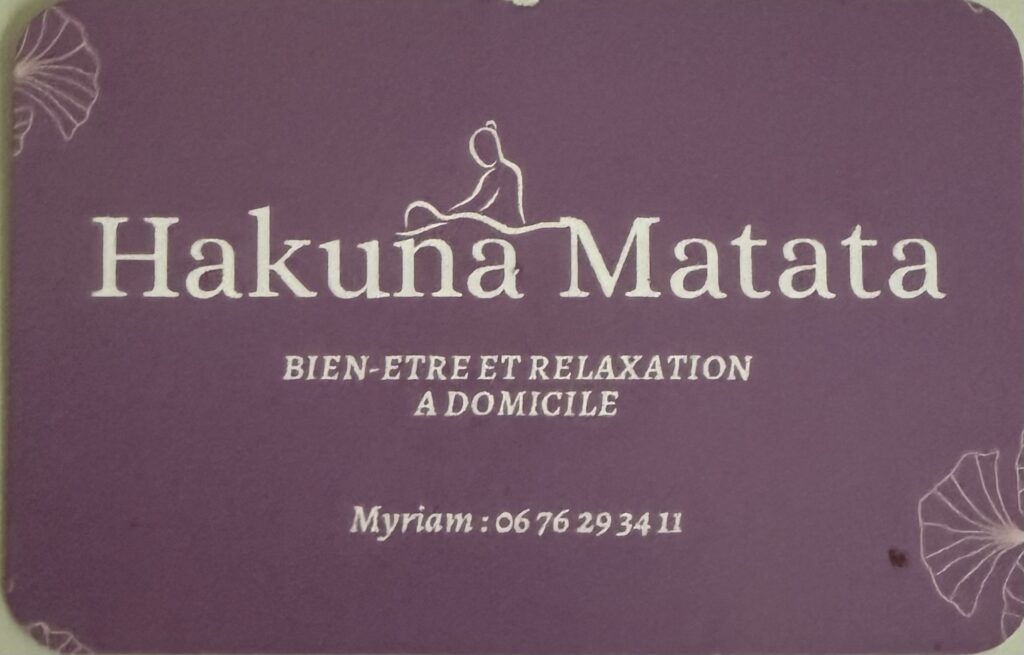 Hakuna Matata
BIEN-ETRE ET RELAXATION
A DOMICILE
Myriam : 06 76 29 34 11